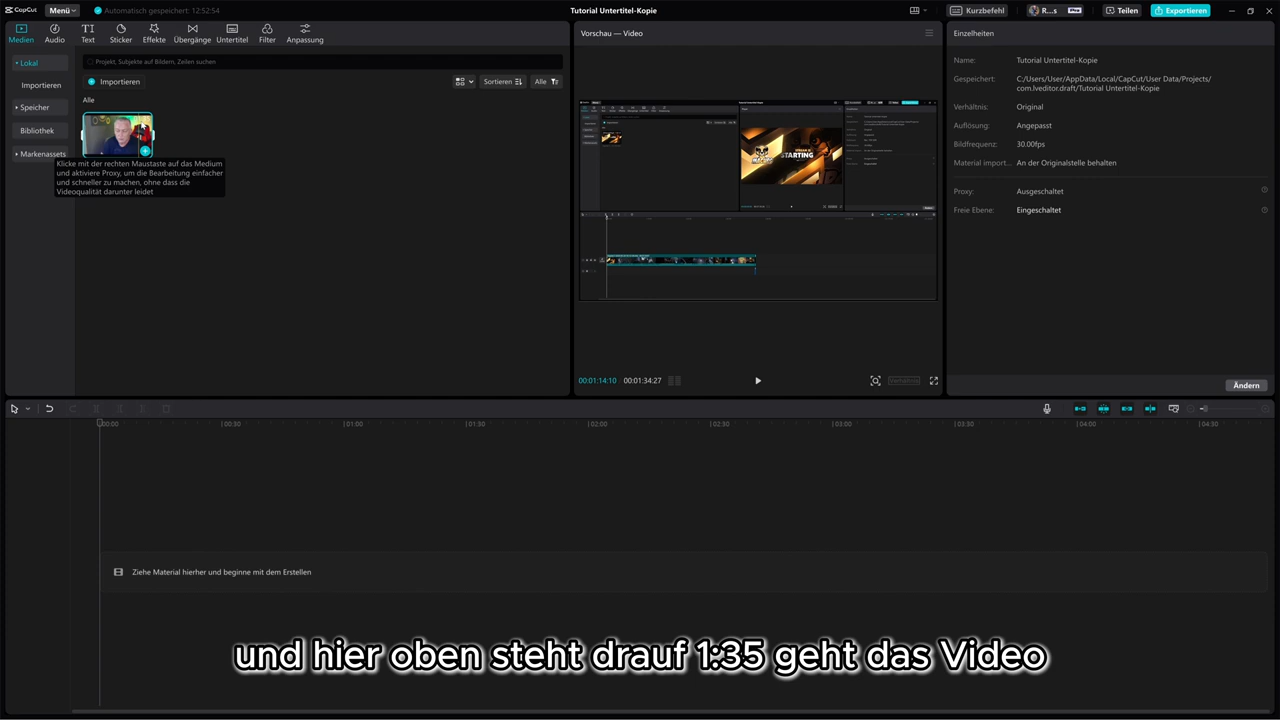 CapCut
Menü
Automatisch gespeichert: 12:52:54
Tutorial Untertitel-Kopie
Kurzbefehl
R...s
Pro
Teilen
Exportieren
Medien
Audio
Text
Sticker
Effekte
Übergänge
Untertitel
Filter
Anpassung
Lokal
Importieren
Speicher
Bibliothek
Markenassets
Projekt, Subjekte auf Bildern, Zeilen suchen
Importieren
Sortieren
Alle
Alle
Klicke mit der rechten Maustaste auf das Medium
und aktiviere Proxy, um die Bearbeitung einfacher
und schneller zu machen, ohne dass die
Videoqualität darunter leidet
Vorschau — Video
STARTING
00:01:14:10
00:01:34:27
Verhältnis
Einzelheiten
Name:
Tutorial Untertitel-Kopie
Gespeichert:
C:/Users/User/AppData/Local/CapCut/User Data/Projects/
com.lveditor.draft/Tutorial Untertitel-Kopie
Verhältnis:
Original
Auflösung:
Angepasst
Bildfrequenz:
30.00fps
Material import...
An der Originalstelle behalten
Proxy:
Ausgeschaltet
Freie Ebene:
Eingeschaltet
Ändern
00:00
00:30
01:00
01:30
02:00
02:30
03:00
03:30
04:00
04:30
Ziehe Material hierher und beginne mit dem Erstellen
und hier oben steht drauf 1:35 geht das Video